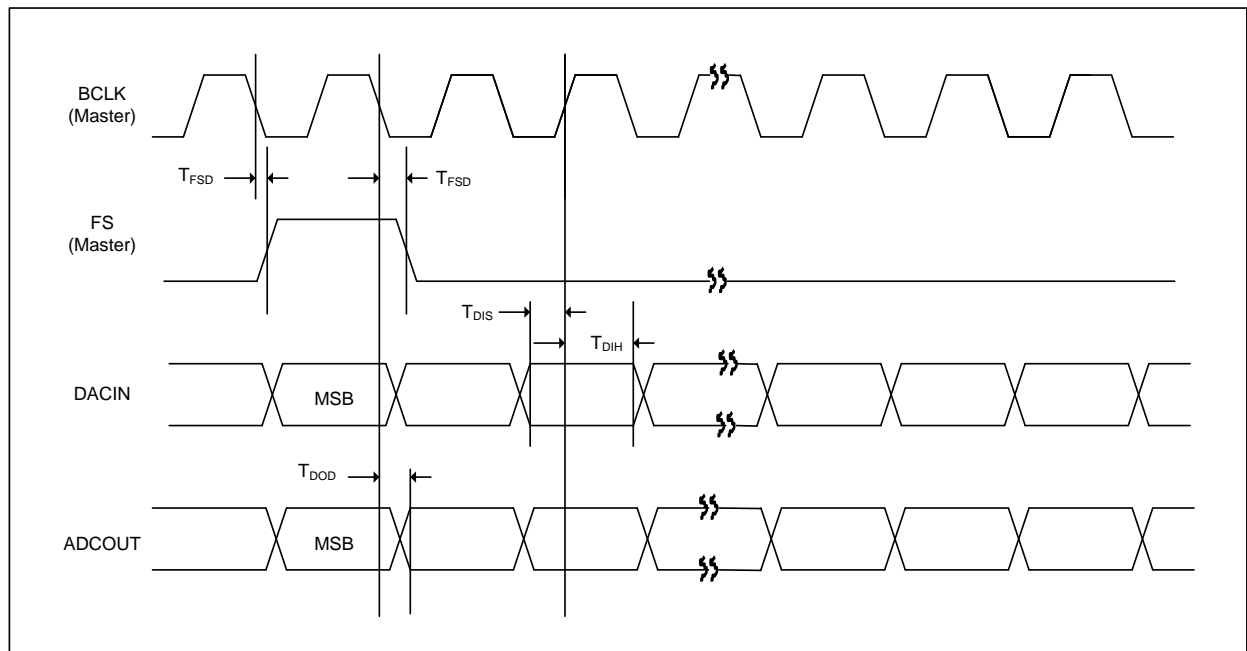 BCLK
(Master)
TFSD
TFSD
FS
(Master)
TDIS
TDIH
DACIN
MSB
TDOD
ADCOUT
MSB